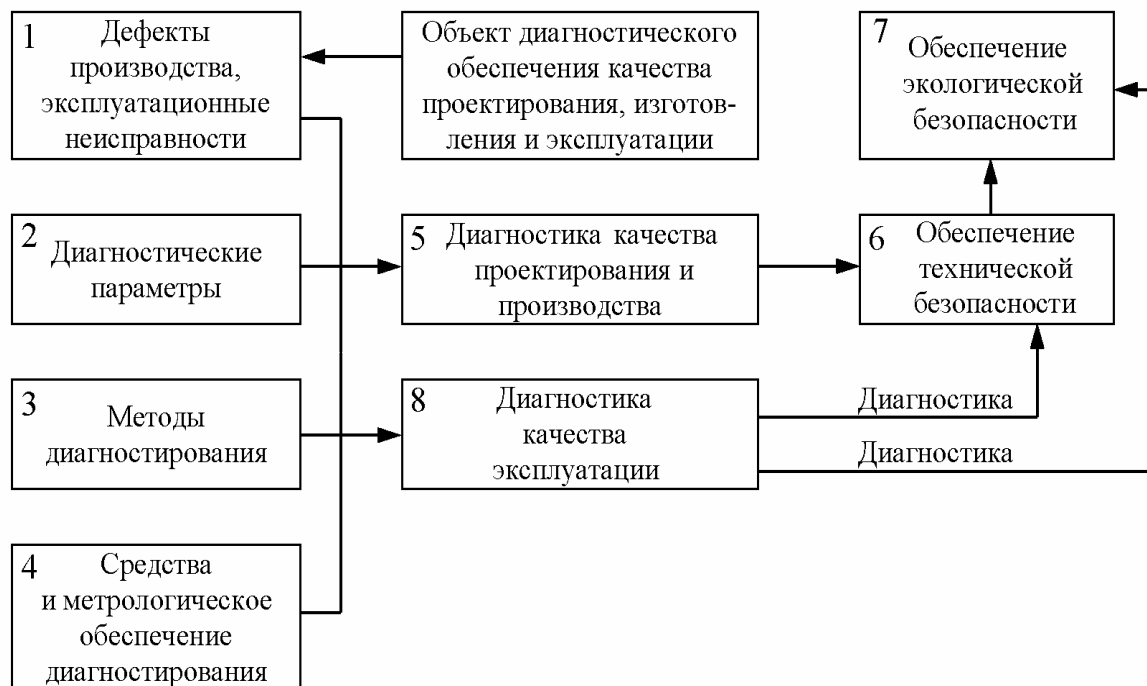 1 Дефекты
производства,
эксплуатационные
неисправности
Объект диагностического
обеспечения качества
проектирования, изготов-
ления и эксплуатации
7 Обеспечение
экологической
безопасности
2 Диагностические
параметры
5 Диагностика качества
проектирования и
производства
6 Обеспечение
технической
безопасности
3 Методы
диагностирования
8 Диагностика
качества
эксплуатации
Диагностика
Диагностика
4 Средства
и метрологическое
обеспечение
диагностирования